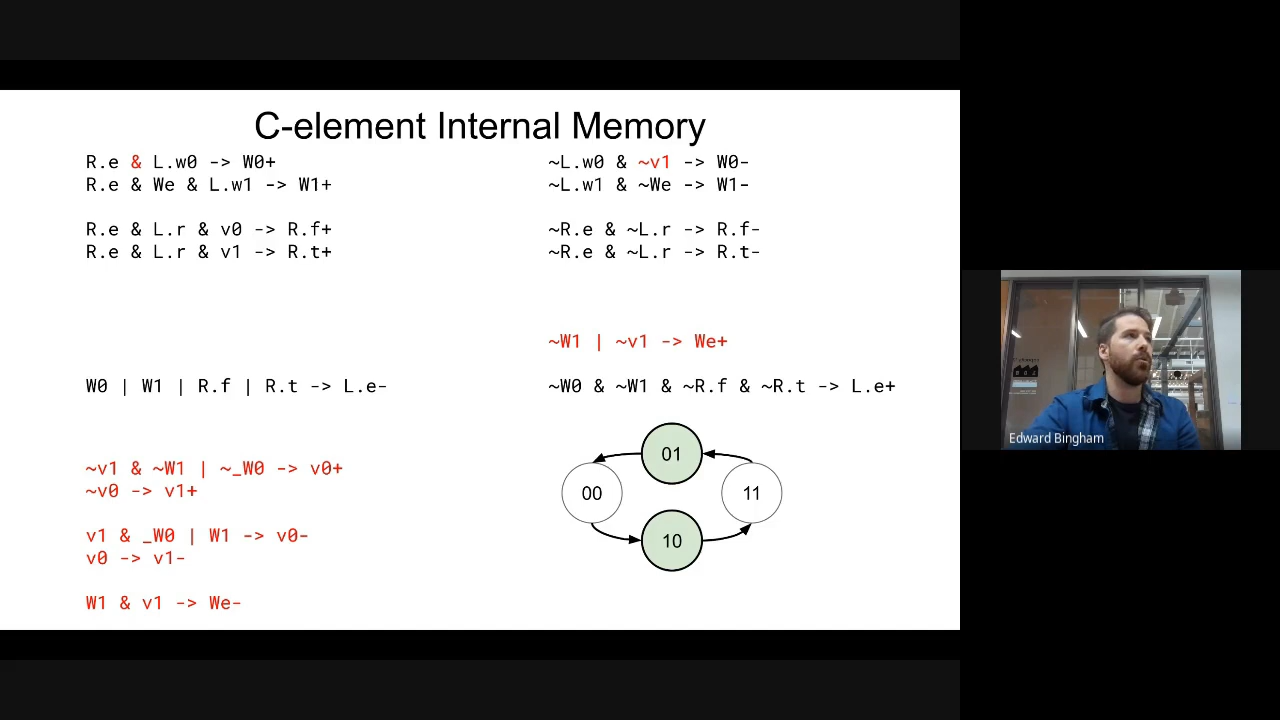 C-element Internal Memory
R.e & L.w0 -> W0+
R.e & We & L.w1 -> W1+
R.e & L.r & v0 -> R.f+
R.e & L.r & v1 -> R.t+
W0 | W1 | R.f | R.t -> L.e-
~v1 & ~W1 | ~_W0 -> v0+
~v0 -> v1+
v1 & _W0 | W1 -> v0-
v0 -> v1-
W1 & v1 -> We-
~L.w0 & ~v1 -> W0-
~L.w1 & ~We -> W1-
~R.e & ~L.r -> R.f-
~R.e & ~L.r -> R.t-
~W1 | ~v1 -> We+
~W0 & ~W1 & ~R.f & ~R.t -> L.e+
01
00
11
10
Edward Bingham